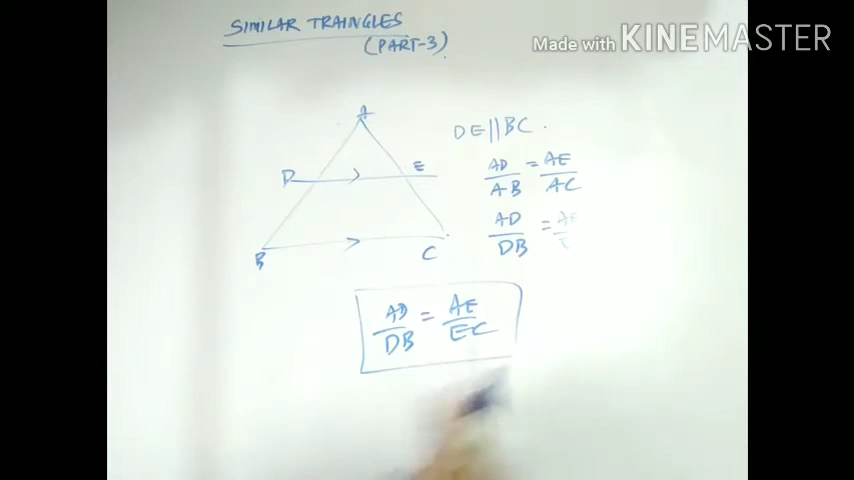 SIMILAR TRAINGLES
(PART-3)
Made with KINEMASTER
A
DE||BC.
D
E
AD/AB = AE/AC
AD/DB =
B
C
AD/DB = AE/EC